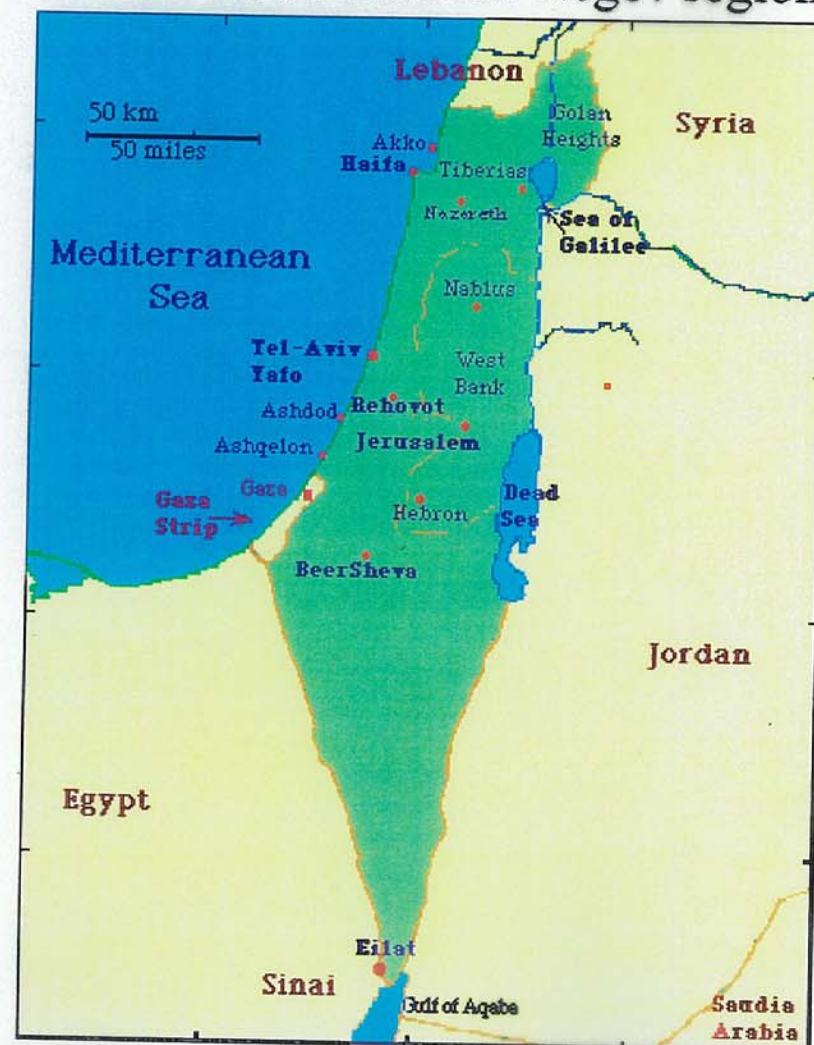 region
Lebanon
50 km
50 miles
Golan
Heights
Syria
Akko
Haifa
Tiberias
Nazareth
Sea of
Galilee
Mediterranean
Sea
Nablus
Tel-Aviv
Yafo
West
Bank
Ashdod
Rehovot
Jerusalem
Ashqelon
Gaza
Gaza
Strip
Hebron
Dead
Sea
BeerSheva
Jordan
Egypt
Eilat
Sinai
Gulf of Aqaba
Saudia
Arabia